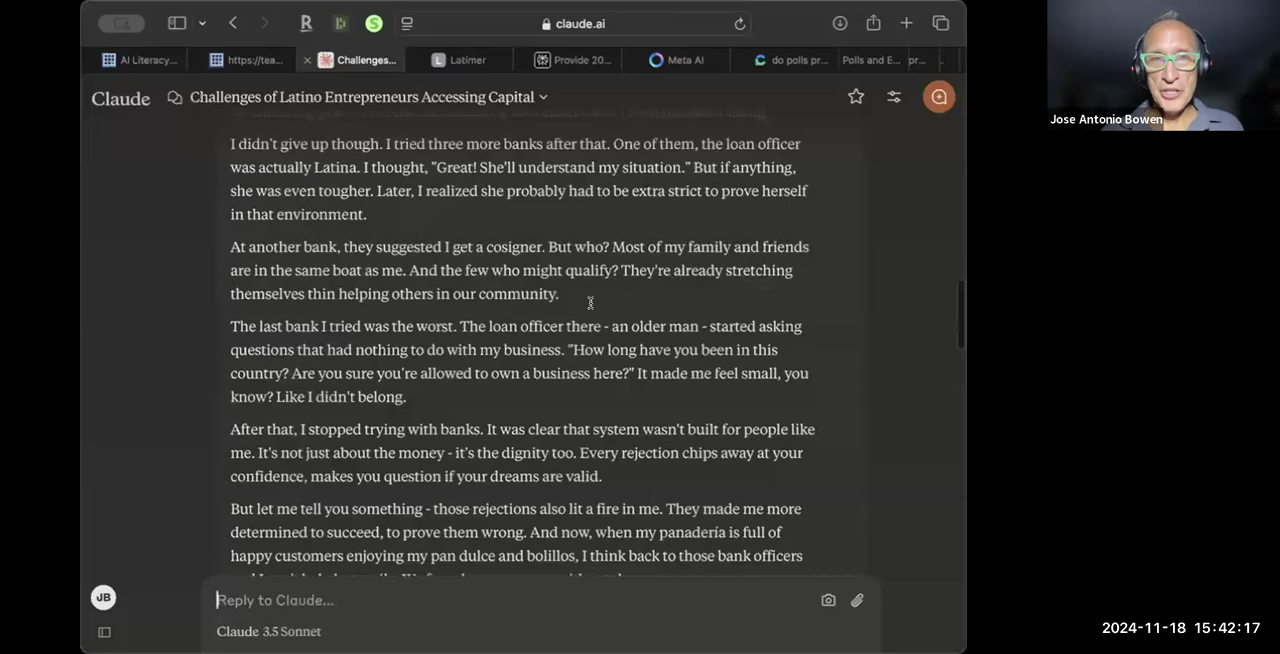 claude.ai
AI Literacy...
https://tea...
Challenges...
L Latimer
Provide 20...
Meta AI
do polls pr...
Polls and E...
pr...
Claude
Challenges of Latino Entrepreneurs Accessing Capital
Jose Antonio Bowen
I didn't give up though. I tried three more banks after that. One of them, the loan officer
was actually Latina. I thought, "Great! She'll understand my situation." But if anything,
she was even tougher. Later, I realized she probably had to be extra strict to prove herself
in that environment.
At another bank, they suggested I get a cosigner. But who? Most of my family and friends
are in the same boat as me. And the few who might qualify? They're already stretching
themselves thin helping others in our community.
The last bank I tried was the worst. The loan officer there - an older man - started asking
questions that had nothing to do with my business. "How long have you been in this
country? Are you sure you're allowed to own a business here?" It made me feel small, you
know? Like I didn't belong.
After that, I stopped trying with banks. It was clear that system wasn't built for people like
me. It's not just about the money - it's the dignity too. Every rejection chips away at your
confidence, makes you question if your dreams are valid.
But let me tell you something - those rejections also lit a fire in me. They made me more
determined to succeed, to prove them wrong. And now, when my panadería is full of
happy customers enjoying my pan dulce and bolillos, I think back to those bank officers
JB
Reply to Claude...
Claude 3.5 Sonnet
2024-11-18 15:42:17